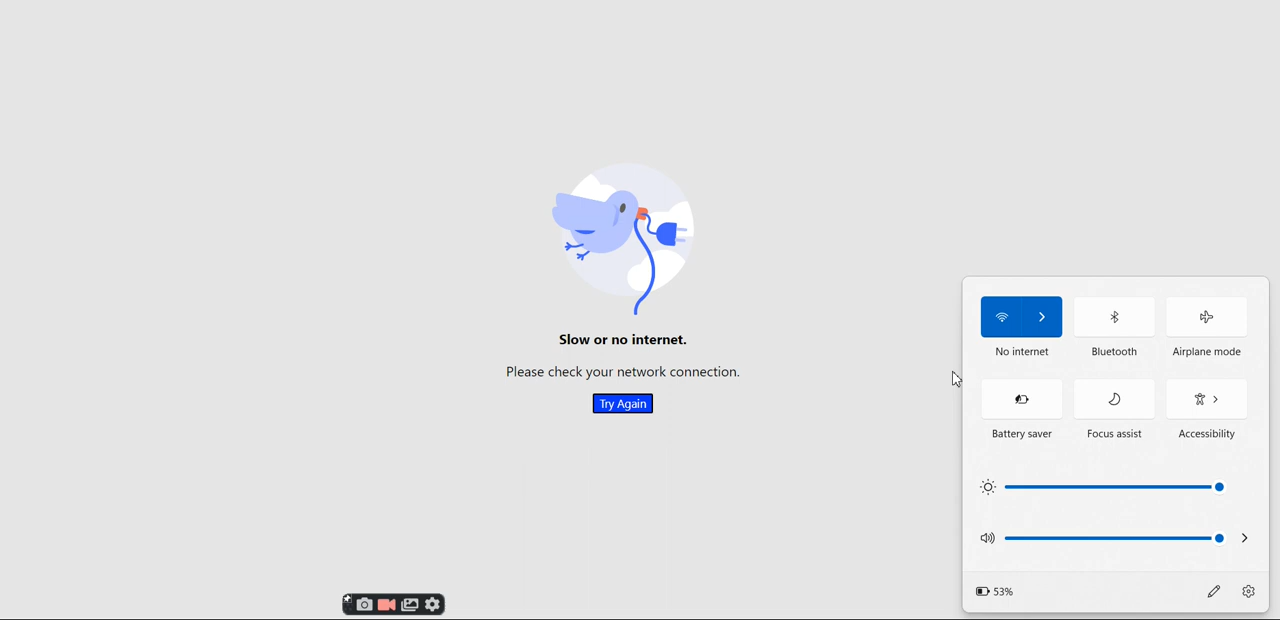 Slow or no internet.
Please check your network connection.
Try Again
No internet
Bluetooth
Airplane mode
Battery saver
Focus assist
Accessibility
53%